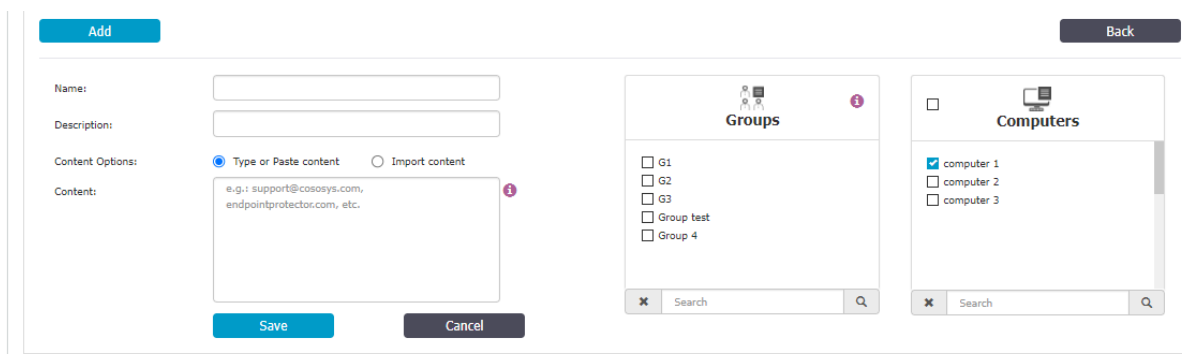 Add
Back
Name:
Description:
Content Options:
Type or Paste content
Import content
Content:
e.g.: support@cososys.com,
endpointprotector.com, etc.
Save
Cancel
Groups
G1
G2
G3
Group test
Group 4
Search
Computers
computer 1
computer 2
computer 3
Search